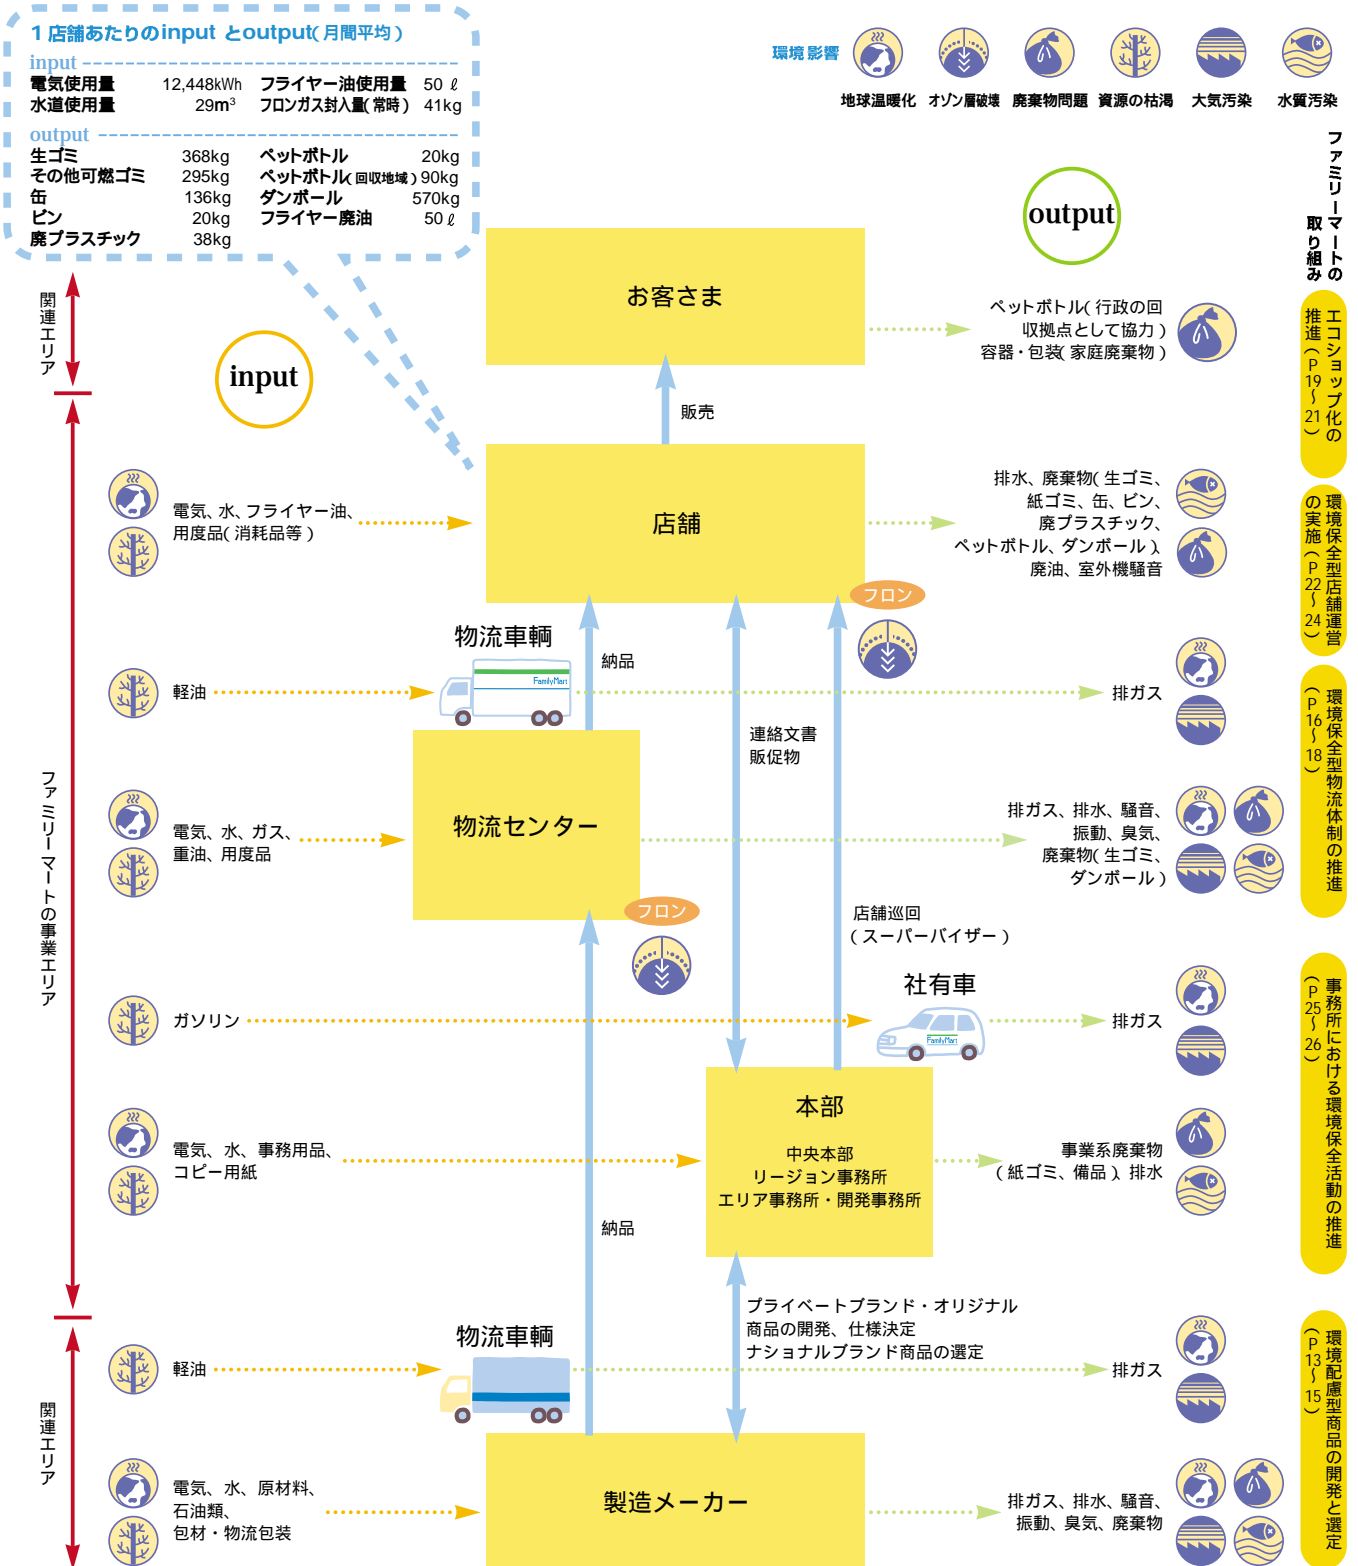 1店舗あたりのinput とoutput(月間平均)
input
電気使用量 12,448kWh フライヤー油使用量 50 ℓ
水道使用量 29m³ フロンガス封入量(常時) 41kg
output
生ゴミ 368kg ペットボトル 20kg
その他可燃ゴミ 295kg ペットボトル(回収地域) 90kg
缶 136kg ダンボール 570kg
ビン 20kg フライヤー廃油 50 ℓ
廃プラスチック 38kg
環境影響
地球温暖化 オゾン層破壊 廃棄物問題 資源の枯渇 大気汚染 水質汚染
ファミリーマートの
取り組み
output
input
関連エリア
お客さま
ペットボトル(行政の回
収拠点として協力)
容器・包装(家庭廃棄物)
エコショップ化の
推進(P19〜21)
販売
電気、水、フライヤー油、
用度品(消耗品等)
店舗
排水、廃棄物(生ゴミ、
紙ゴミ、缶、ビン、
廃プラスチック、
ペットボトル、ダンボール)、
廃油、室外機騒音
環境保全型店舗運営
の実施(P22〜24)
フロン
物流車輌
FamilyMart
納品
軽油
排ガス
連絡文書
販促物
環境保全型物流体制の推進
(P16〜18)
ファミリーマートの事業エリア
電気、水、ガス、
重油、用度品
物流センター
排ガス、排水、騒音、
振動、臭気、
廃棄物(生ゴミ、
ダンボール)
フロン
店舗巡回
(スーパーバイザー)
社有車
FamilyMart
ガソリン
排ガス
事務所における環境保全活動の推進
(P25〜26)
本部
中央本部
リージョン事務所
エリア事務所・開発事務所
電気、水、事務用品、
コピー用紙
事業系廃棄物
(紙ゴミ、備品)、排水
納品
プライベートブランド・オリジナル
商品の開発、仕様決定
ナショナルブランド商品の選定
物流車輌
軽油
排ガス
環境配慮型商品の開発と選定
(P13〜15)
関連エリア
電気、水、原材料、
石油類、
包材・物流包装
製造メーカー
排ガス、排水、騒音、
振動、臭気、廃棄物